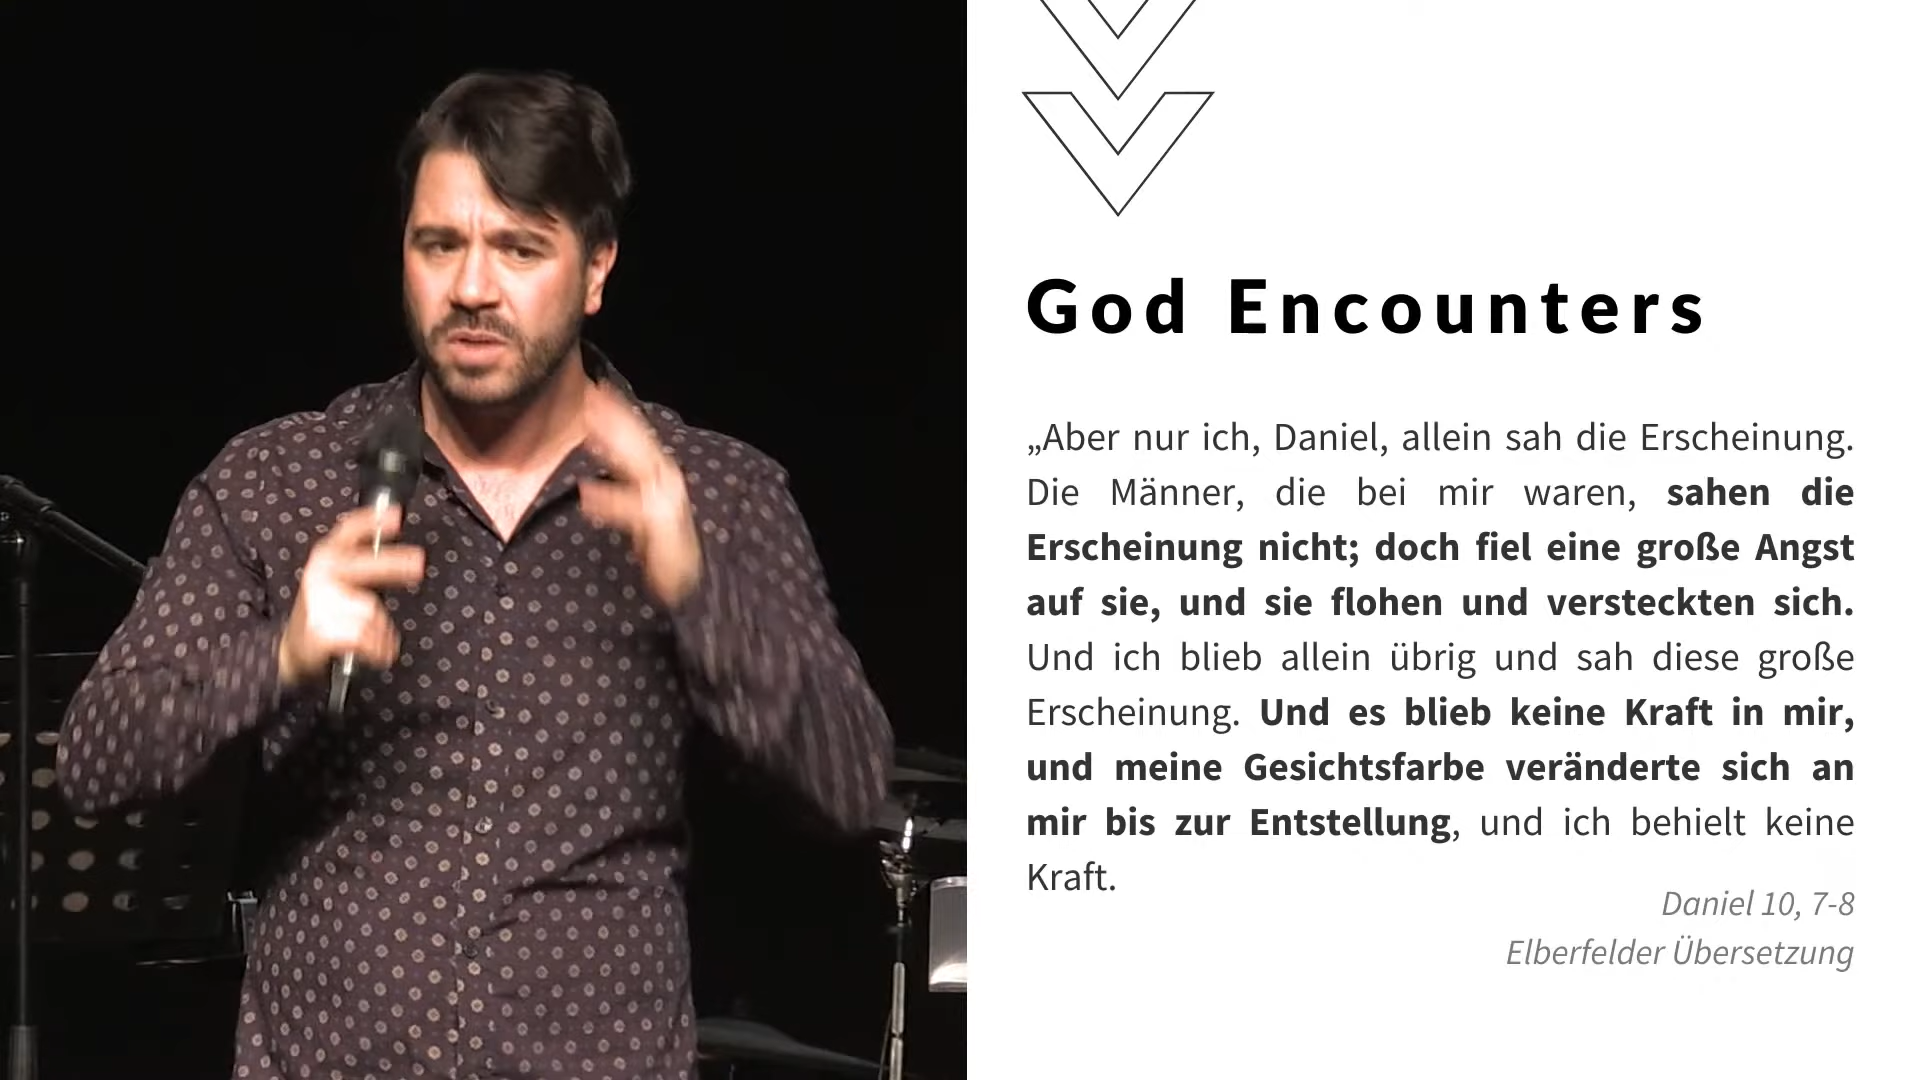 God Encounters
„Aber nur ich, Daniel, allein sah die Erscheinung.
Die Männer, die bei mir waren, sahen die
Erscheinung nicht; doch fiel eine große Angst
auf sie, und sie flohen und versteckten sich.
Und ich blieb allein übrig und sah diese große
Erscheinung. Und es blieb keine Kraft in mir,
und meine Gesichtsfarbe veränderte sich an
mir bis zur Entstellung, und ich behielt keine
Kraft.
Daniel 10, 7-8
Elberfelder Übersetzung